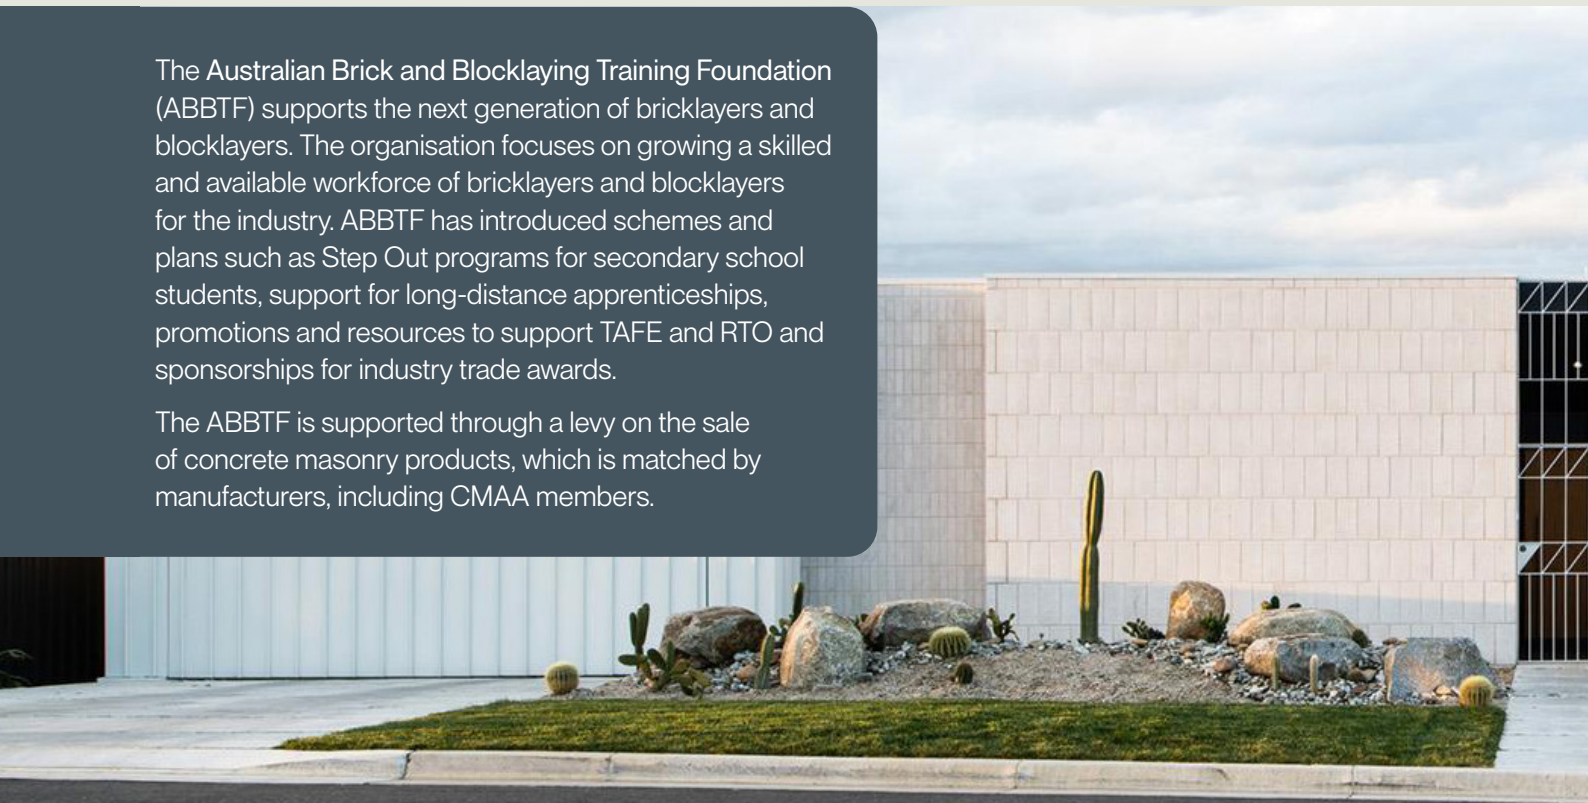 The Australian Brick and Blocklaying Training Foundation
(ABBTF) supports the next generation of bricklayers and
blocklayers. The organisation focuses on growing a skilled
and available workforce of bricklayers and blocklayers
for the industry. ABBTF has introduced schemes and
plans such as Step Out programs for secondary school
students, support for long-distance apprenticeships,
promotions and resources to support TAFE and RTO and
sponsorships for industry trade awards.
The ABBTF is supported through a levy on the sale
of concrete masonry products, which is matched by
manufacturers, including CMAA members.